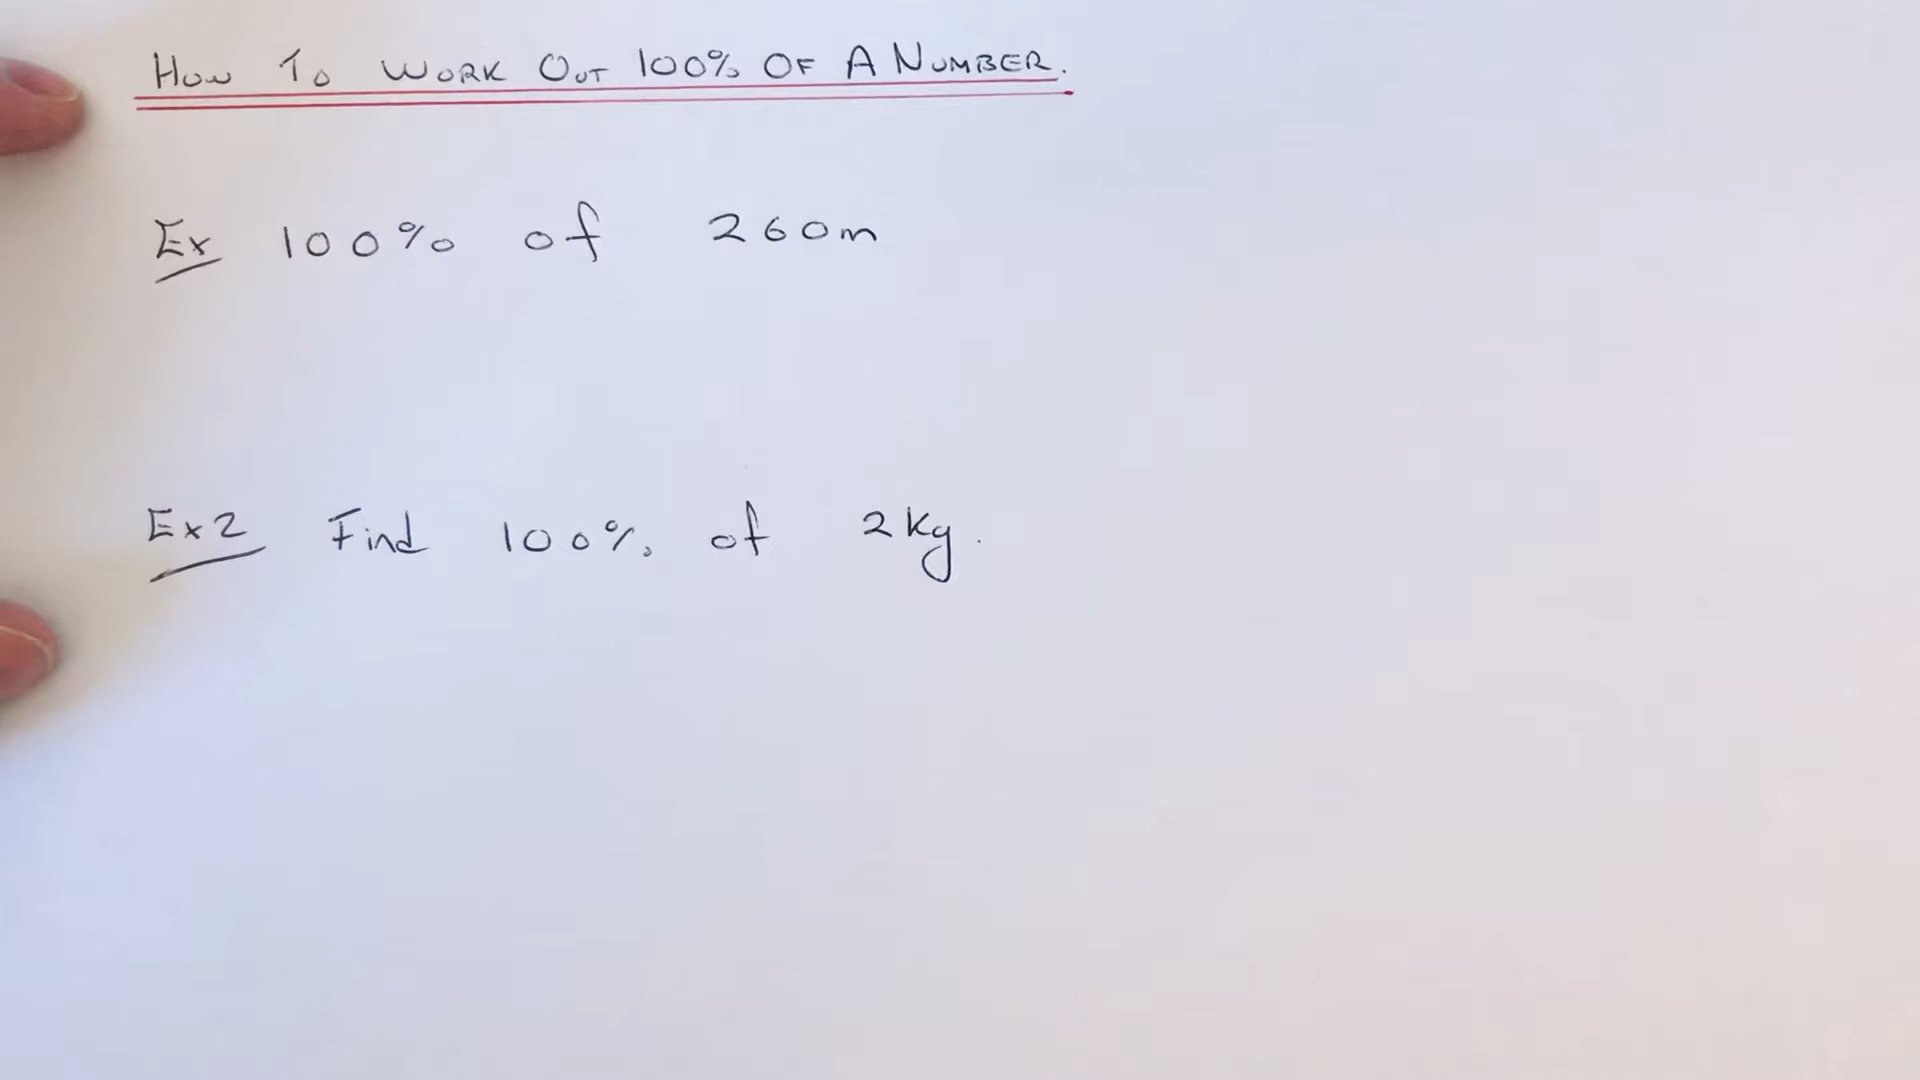 HOW TO WORK OUT 100% OF A NUMBER.
Ex 100% of 260m
Ex2 Find 100% of 2kg.